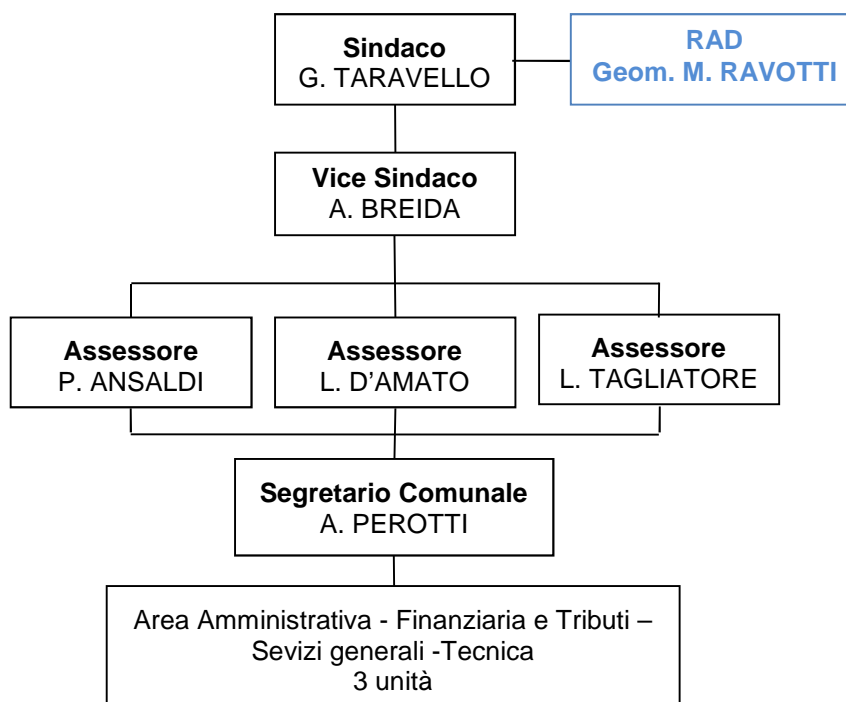 Sindaco
G. TARAVELLO
RAD
Geom. M. RAVOTTI
Vice Sindaco
A. BREIDA
Assessore
P. ANSALDI
Assessore
L. D'AMATO
Assessore
L. TAGLIATORE
Segretario Comunale
A. PEROTTI
Area Amministrativa - Finanziaria e Tributi –
Sevizi generali -Tecnica
3 unità